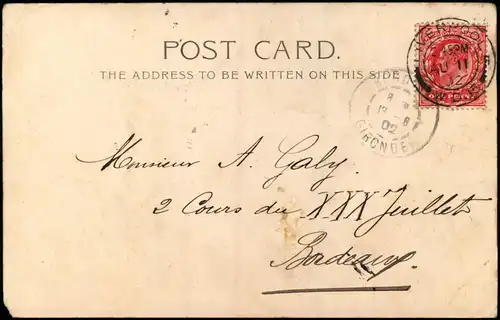 POST CARD.
THE ADDRESS TO BE WRITTEN ON THIS SIDE
GIRONDE
02
Monsieur A. Galy.
2 Cours du XXX Juillet
Bordeaux.